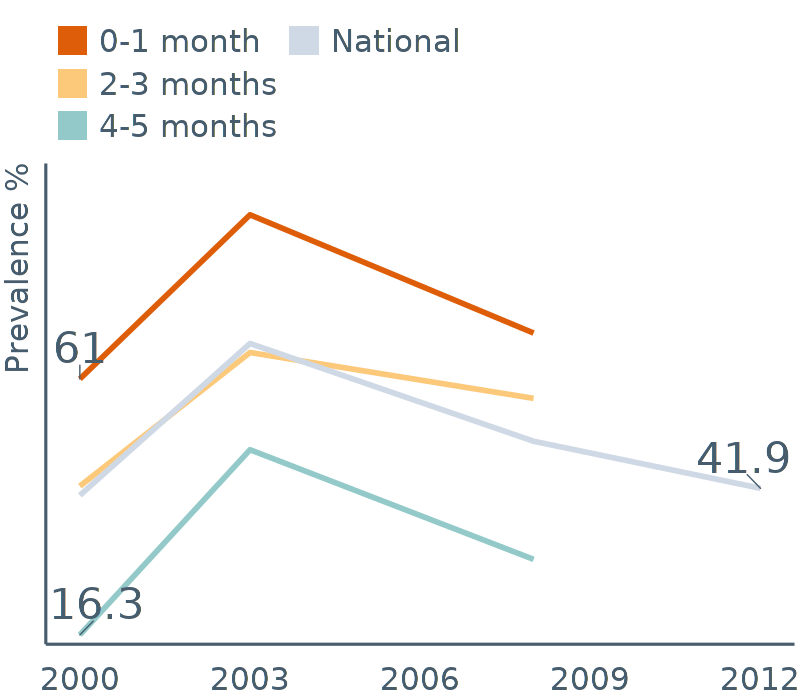 0-1 month
National
2-3 months
4-5 months
Prevalence %
61
41.9
16.3
2000 2003 2006 2009 2012